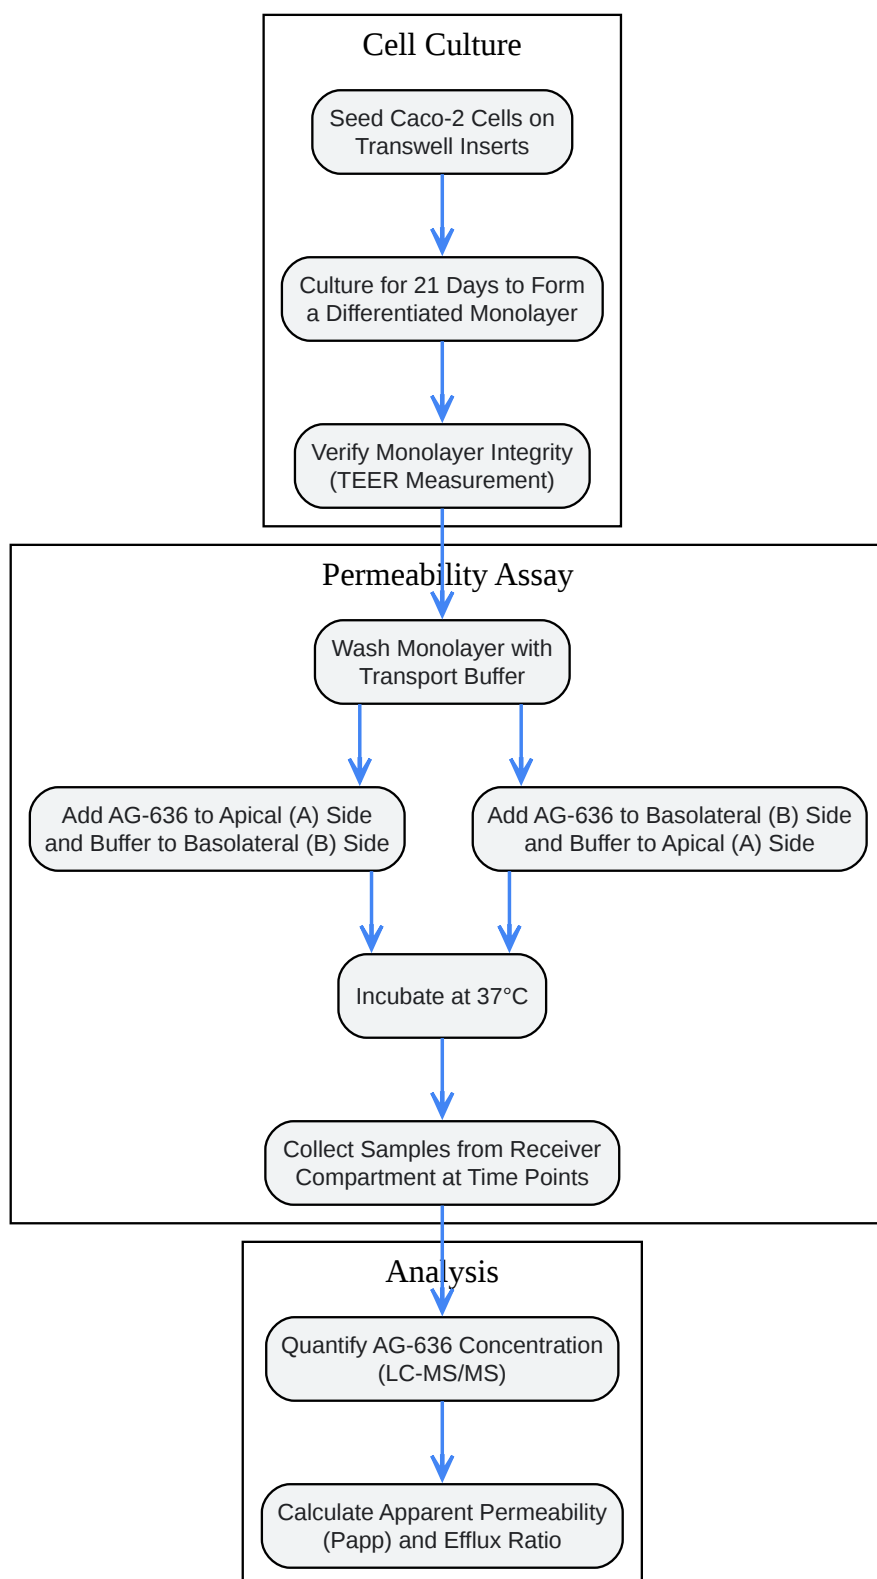 Cell Culture
Seed Caco-2 Cells on
Transwell Inserts
Culture for 21 Days to Form
a Differentiated Monolayer
Verify Monolayer Integrity
(TEER Measurement)
Permeability Assay
Wash Monolayer with
Transport Buffer
Add AG-636 to Apical (A) Side
and Buffer to Basolateral (B) Side
Add AG-636 to Basolateral (B) Side
and Buffer to Apical (A) Side
Incubate at 37°C
Collect Samples from Receiver
Compartment at Time Points
Analysis
Quantify AG-636 Concentration
(LC-MS/MS)
Calculate Apparent Permeability
(Papp) and Efflux Ratio